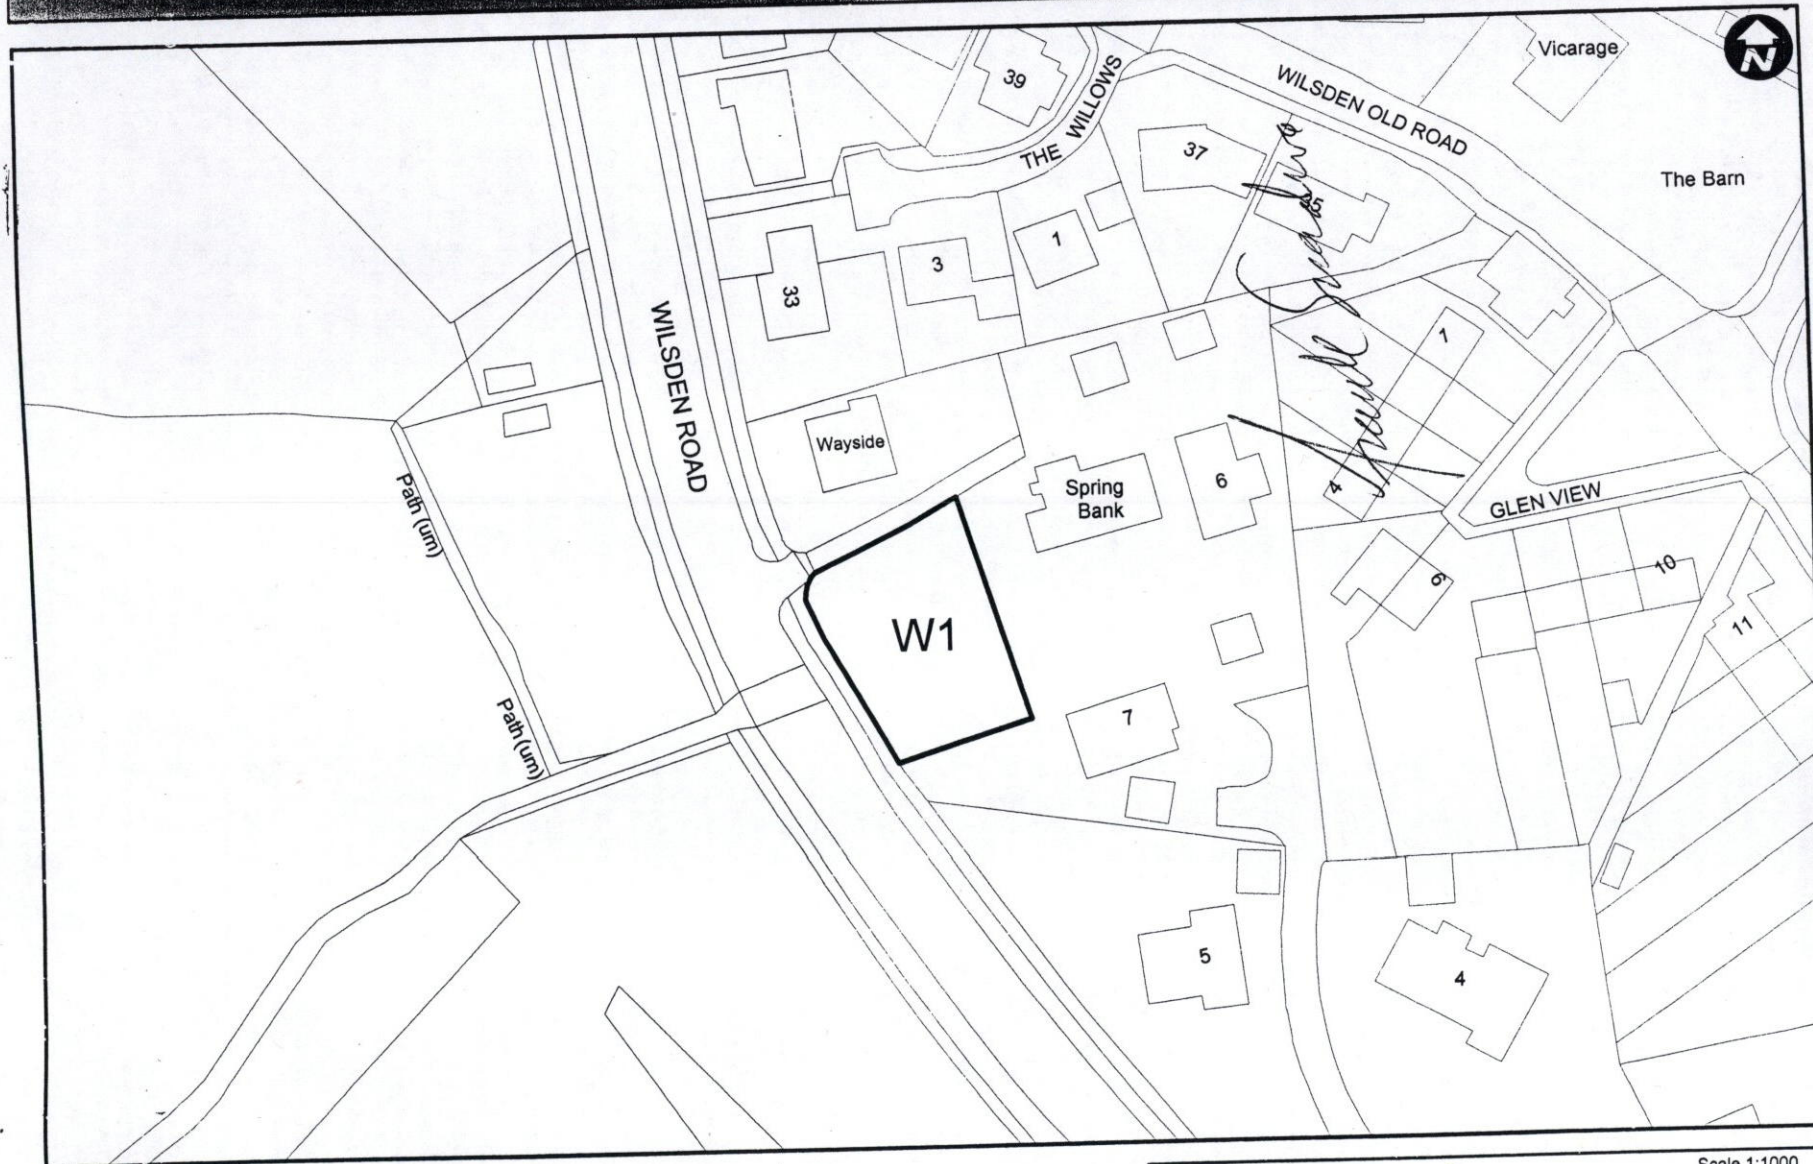 Vicarage
N
39
THE WILLOWS
WILSDEN OLD ROAD
37
35
The Barn
1
3
33
WILSDEN ROAD
1
Wayside
Spring
Bank
6
4
GLEN VIEW
Path (um)
6
10
11
W1
7
Path (um)
5
4
Scale 1:1000